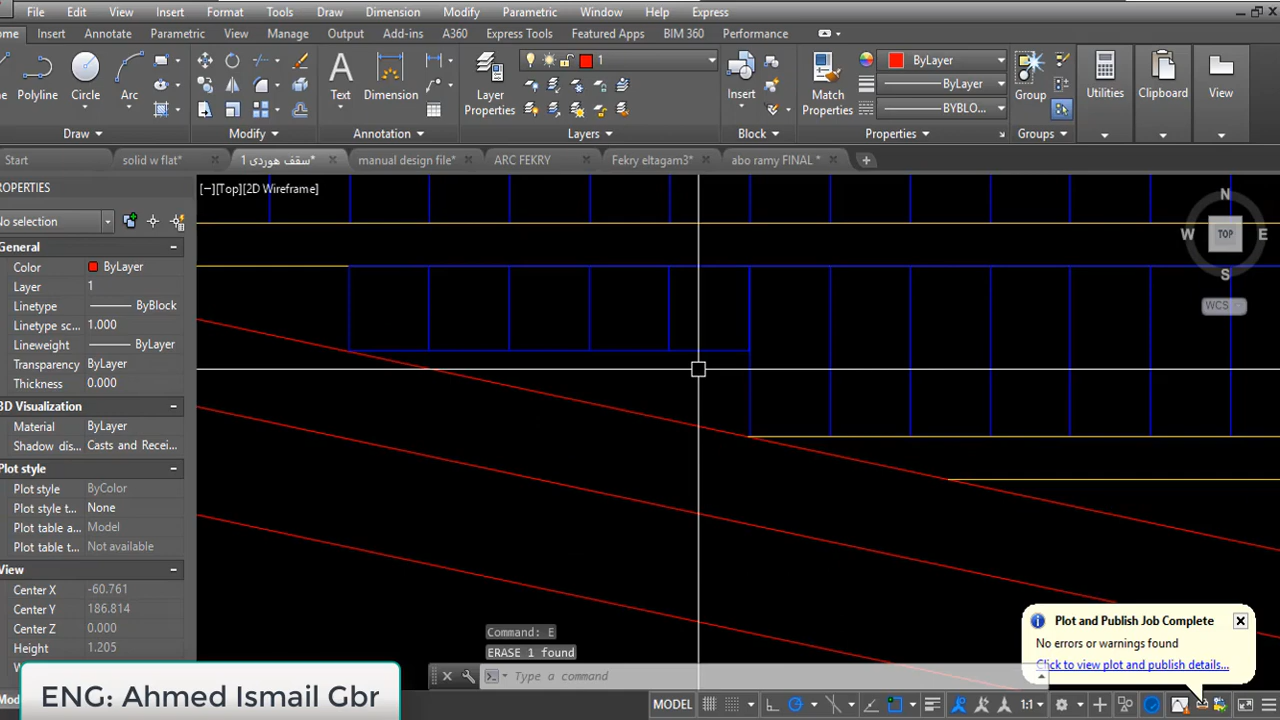 File Edit View Insert Format Tools Draw Dimension Modify Parametric Window Help Express
Insert Annotate Parametric View Manage Output Add-ins A360 Express Tools Featured Apps BIM 360 Performance
Polyline Circle Arc Text Dimension Layer Properties 1 Insert Match Properties ByLayer Group Utilities Clipboard View
ByLayer
BYBLO...
Draw Modify Annotation Layers Block Properties Groups
Start solid w flat* سقف هوردى 1* manual design file* ARC FEKRY Fekry eltagam3* abo ramy FINAL *
ROPERTIES
[−][Top][2D Wireframe]
No selection
General
Color ByLayer
Layer 1
Linetype ByBlock
Linetype sc... 1.000
Lineweight ByLayer
Transparency ByLayer
Thickness 0.000
3D Visualization
Material ByLayer
Shadow dis... Casts and Recei...
Plot style
Plot style ByColor
Plot style t... None
Plot table a... Model
Plot table t... Not available
View
Center X -60.761
Center Y 186.814
Center Z 0.000
Height 1.205
N
W TOP E
S
WCS
Command: E
ERASE 1 found
Type a command
Plot and Publish Job Complete
No errors or warnings found
Click to view plot and publish details...
ENG: Ahmed Ismail Gbr
MODEL 1:1